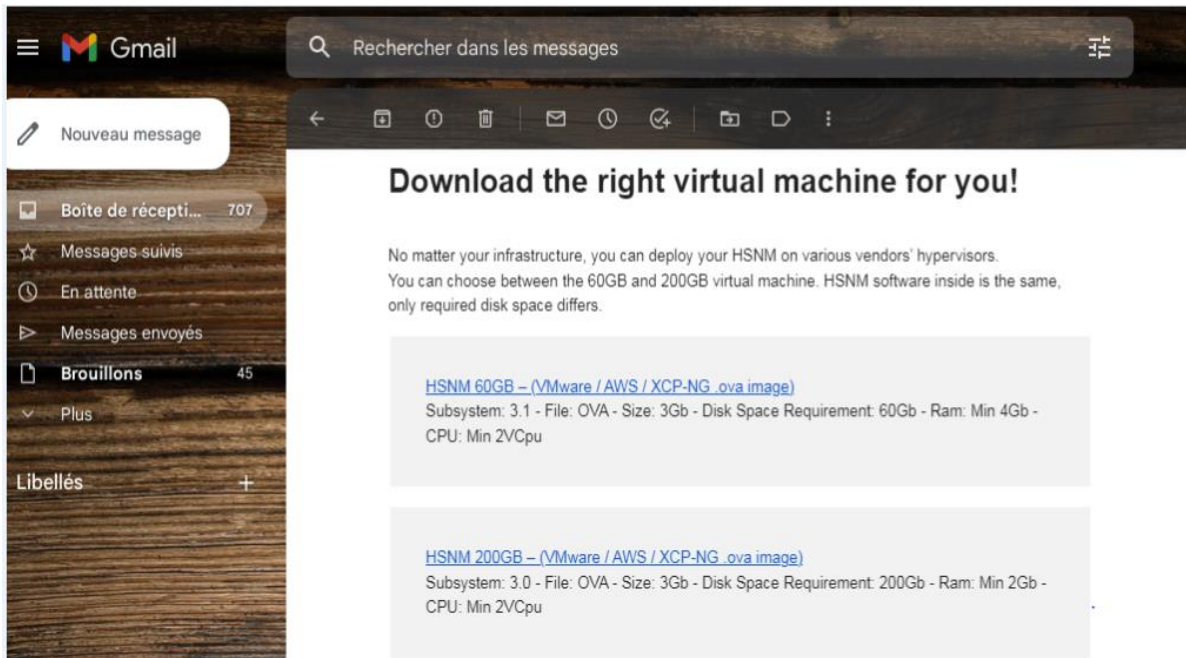 Gmail
Rechercher dans les messages
Nouveau message
Boîte de récepti... 707
Messages suivis
En attente
Messages envoyés
Brouillons 45
Plus
Libellés +
Download the right virtual machine for you!
No matter your infrastructure, you can deploy your HSNM on various vendors' hypervisors.
You can choose between the 60GB and 200GB virtual machine. HSNM software inside is the same,
only required disk space differs.
HSNM 60GB – (VMware / AWS / XCP-NG .ova image)
Subsystem: 3.1 - File: OVA - Size: 3Gb - Disk Space Requirement: 60Gb - Ram: Min 4Gb -
CPU: Min 2VCpu
HSNM 200GB – (VMware / AWS / XCP-NG .ova image)
Subsystem: 3.0 - File: OVA - Size: 3Gb - Disk Space Requirement: 200Gb - Ram: Min 2Gb -
CPU: Min 2VCpu